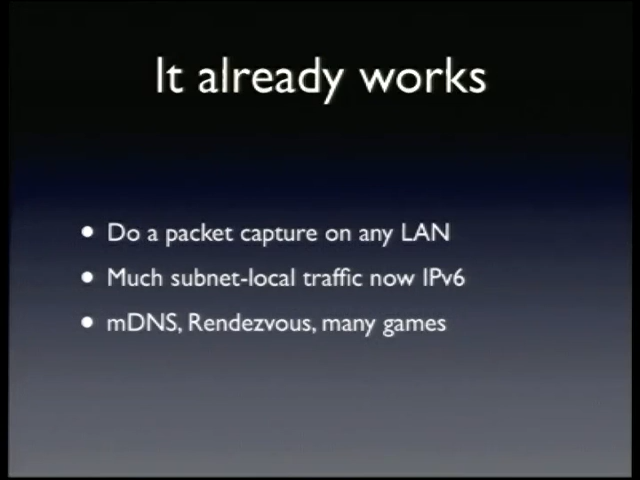 It already works
• Do a packet capture on any LAN
• Much subnet-local traffic now IPv6
• mDNS, Rendezvous, many games